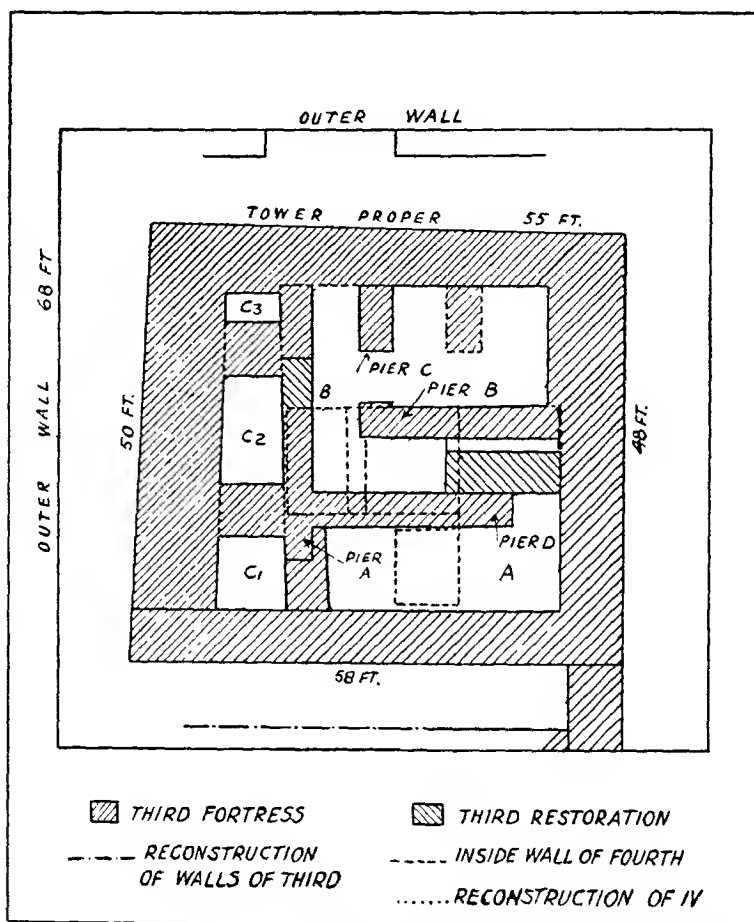 OUTER WALL
TOWER PROPER 55 FT.
OUTER WALL 68 FT
50 FT.
48 FT.
C3
PIER C
B
PIER B
C2
C1
PIER A
PIER D
A
58 FT.
THIRD FORTRESS
THIRD RESTORATION
RECONSTRUCTION
OF WALLS OF THIRD
INSIDE WALL OF FOURTH
RECONSTRUCTION OF IV